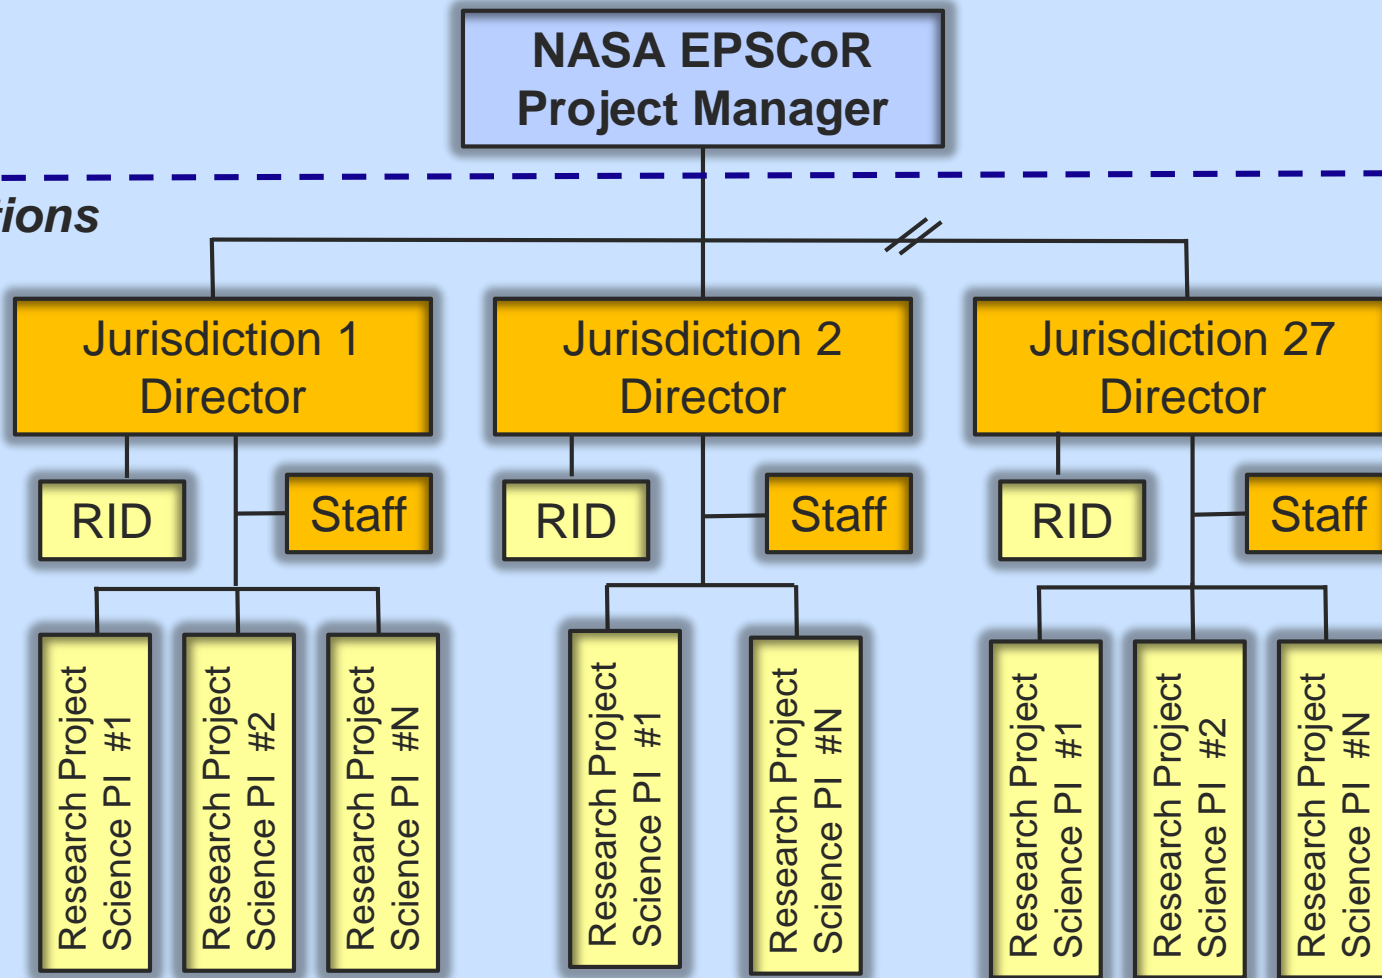 NASA EPSCoR
Project Manager
tions
Jurisdiction 1
Director
Jurisdiction 2
Director
Jurisdiction 27
Director
RID
Staff
RID
Staff
RID
Staff
Research Project
Science PI #1
Research Project
Science PI #2
Research Project
Science PI #N
Research Project
Science PI #1
Research Project
Science PI #N
Research Project
Science PI #1
Research Project
Science PI #2
Research Project
Science PI #N